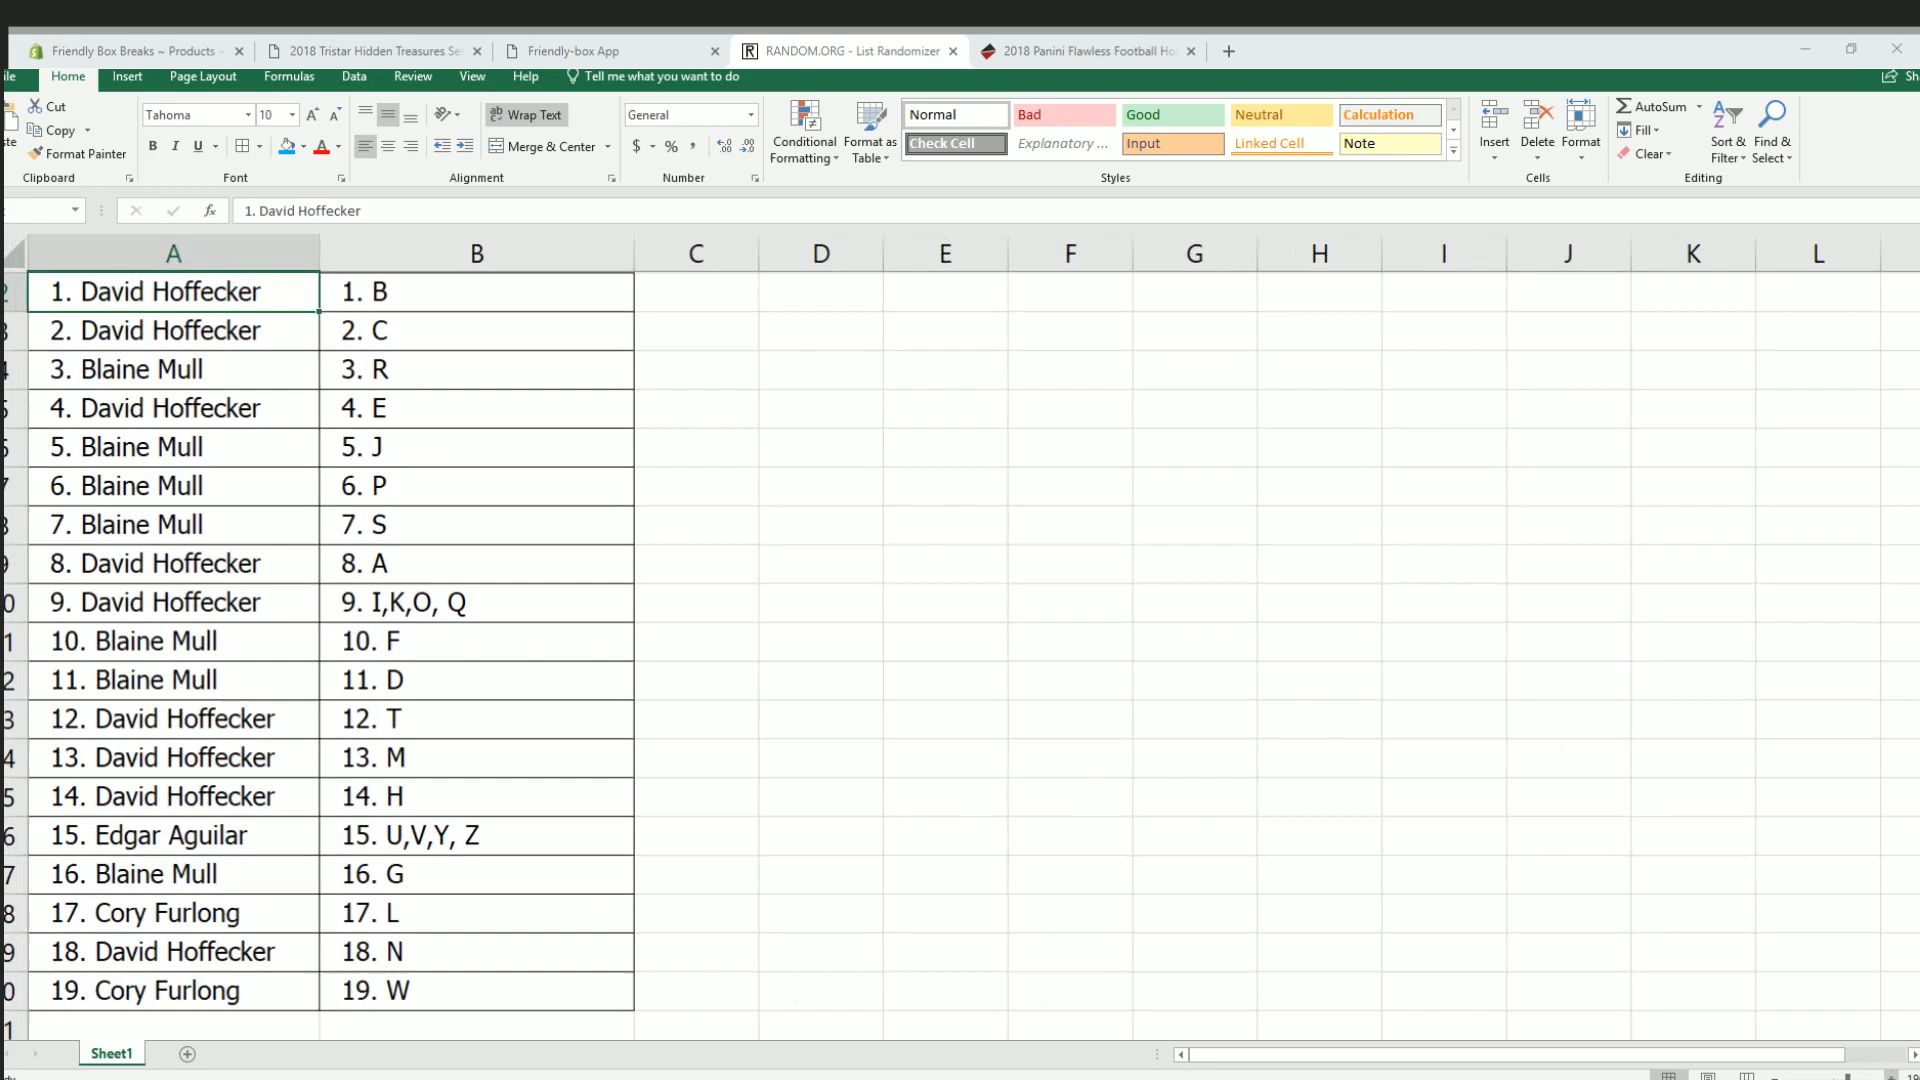 Friendly Box Breaks ~ Products
2018 Tristar Hidden Treasures Se
Friendly-box App
RANDOM.ORG - List Randomizer
2018 Panini Flawless Football Ho
ile Home Insert Page Layout Formulas Data Review View Help Tell me what you want to do Sh
Cut
Copy
Format Painter
Clipboard
Tahoma 10
B I U
Font
Wrap Text
Merge & Center
Alignment
General
$ % ,
Number
Conditional Formatting
Format as Table
Normal Bad Good Neutral Calculation
Check Cell Explanatory ... Input Linked Cell Note
Styles
Insert Delete Format
Cells
AutoSum
Fill
Clear
Sort & Filter
Find & Select
Editing
fx 1. David Hoffecker
A B C D E F G H I J K L
1. David Hoffecker 1. B
2. David Hoffecker 2. C
3. Blaine Mull 3. R
4. David Hoffecker 4. E
5. Blaine Mull 5. J
6. Blaine Mull 6. P
7. Blaine Mull 7. S
8. David Hoffecker 8. A
9. David Hoffecker 9. I,K,O, Q
10. Blaine Mull 10. F
11. Blaine Mull 11. D
12. David Hoffecker 12. T
13. David Hoffecker 13. M
14. David Hoffecker 14. H
15. Edgar Aguilar 15. U,V,Y, Z
16. Blaine Mull 16. G
17. Cory Furlong 17. L
18. David Hoffecker 18. N
19. Cory Furlong 19. W
Sheet1